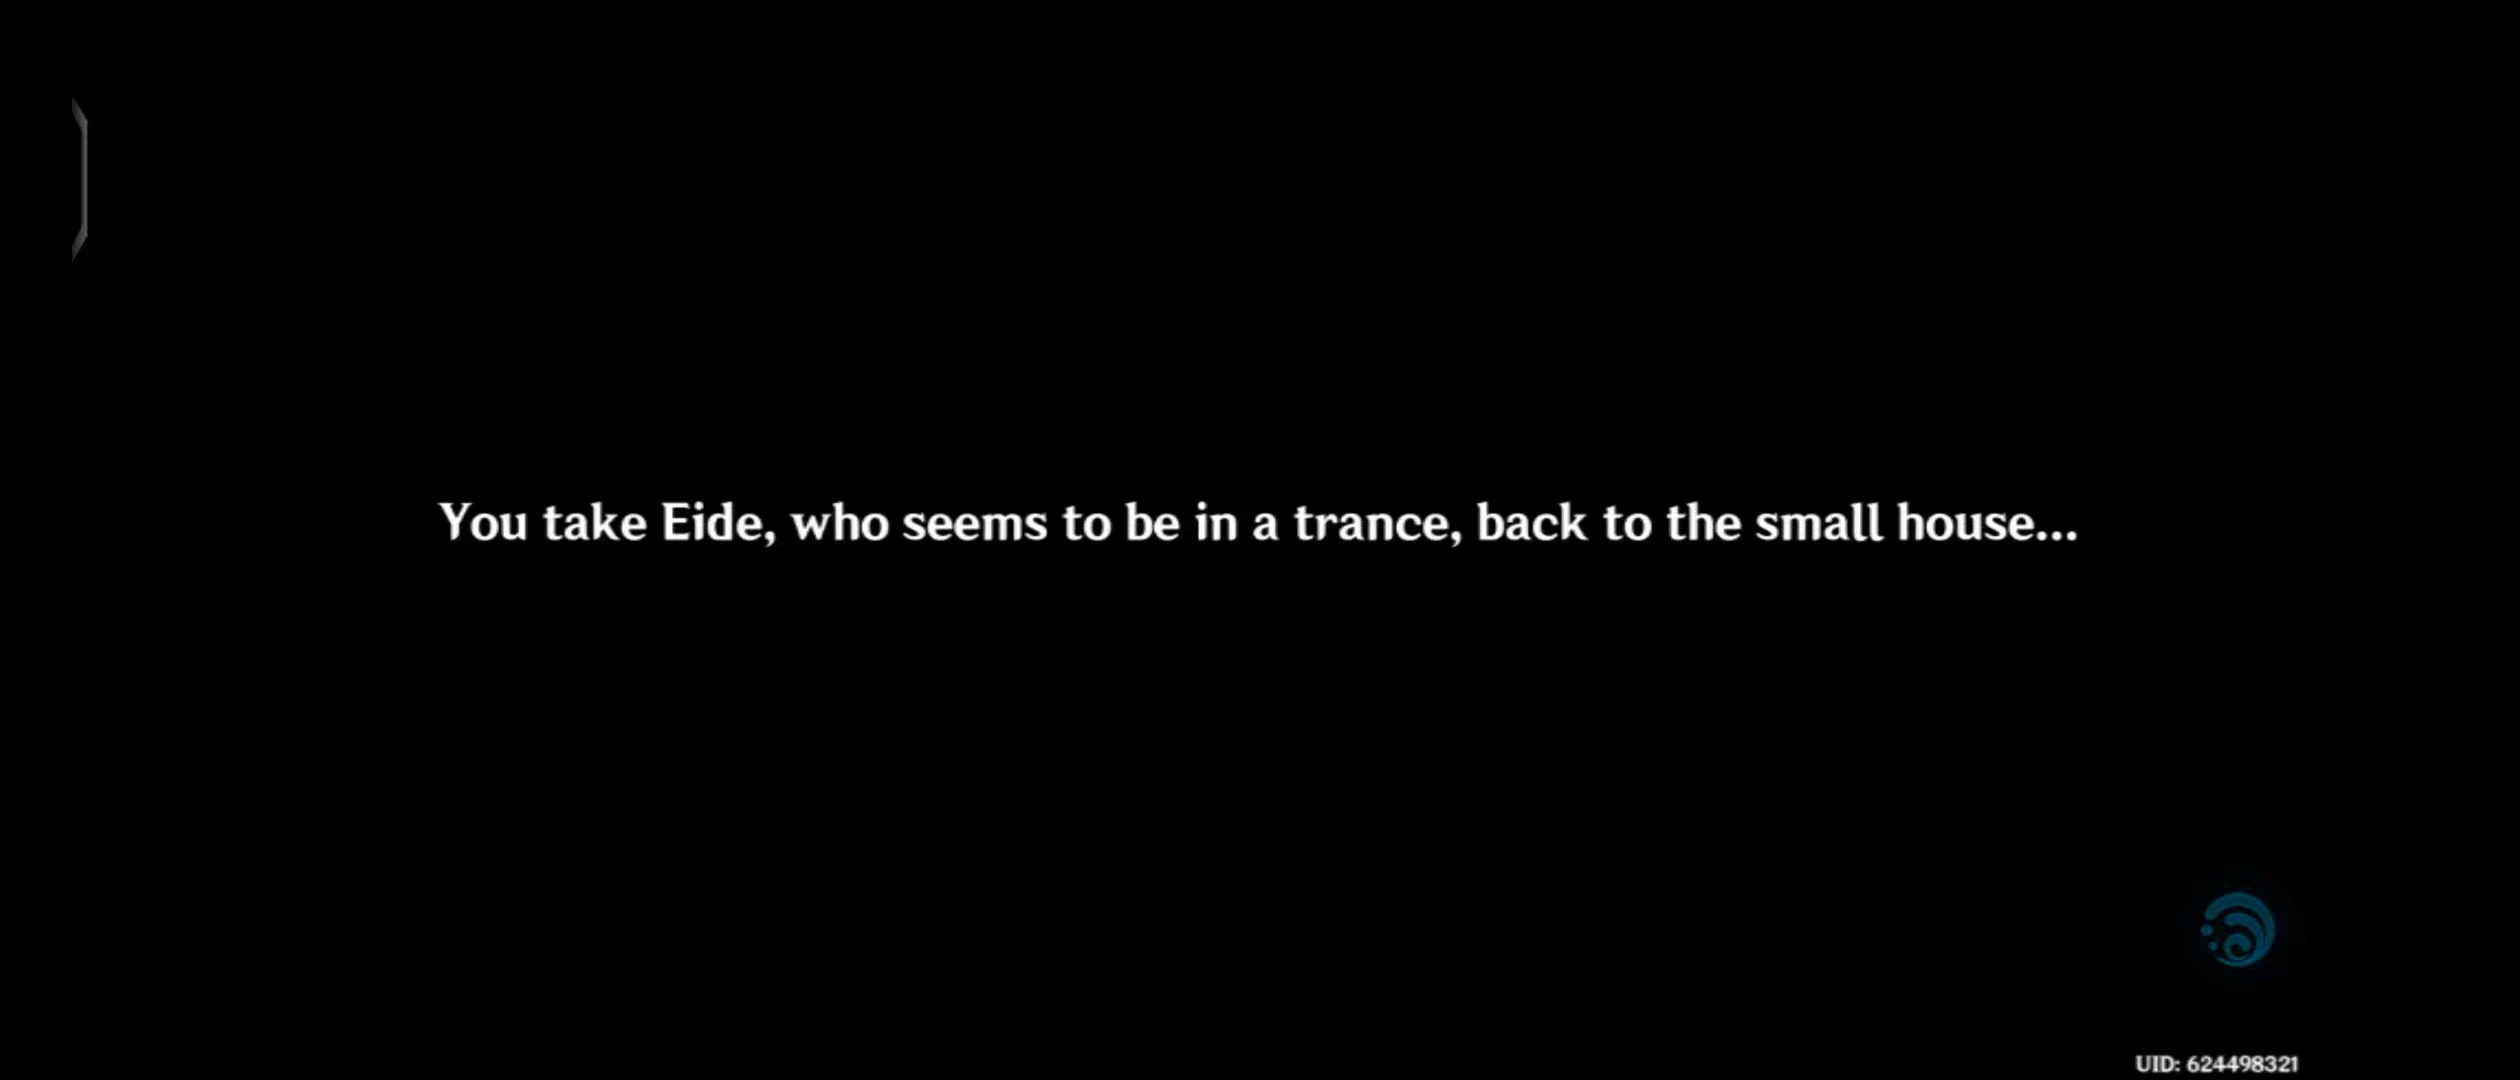 You take Eide, who seems to be in a trance, back to the small house...
UID: 624498321